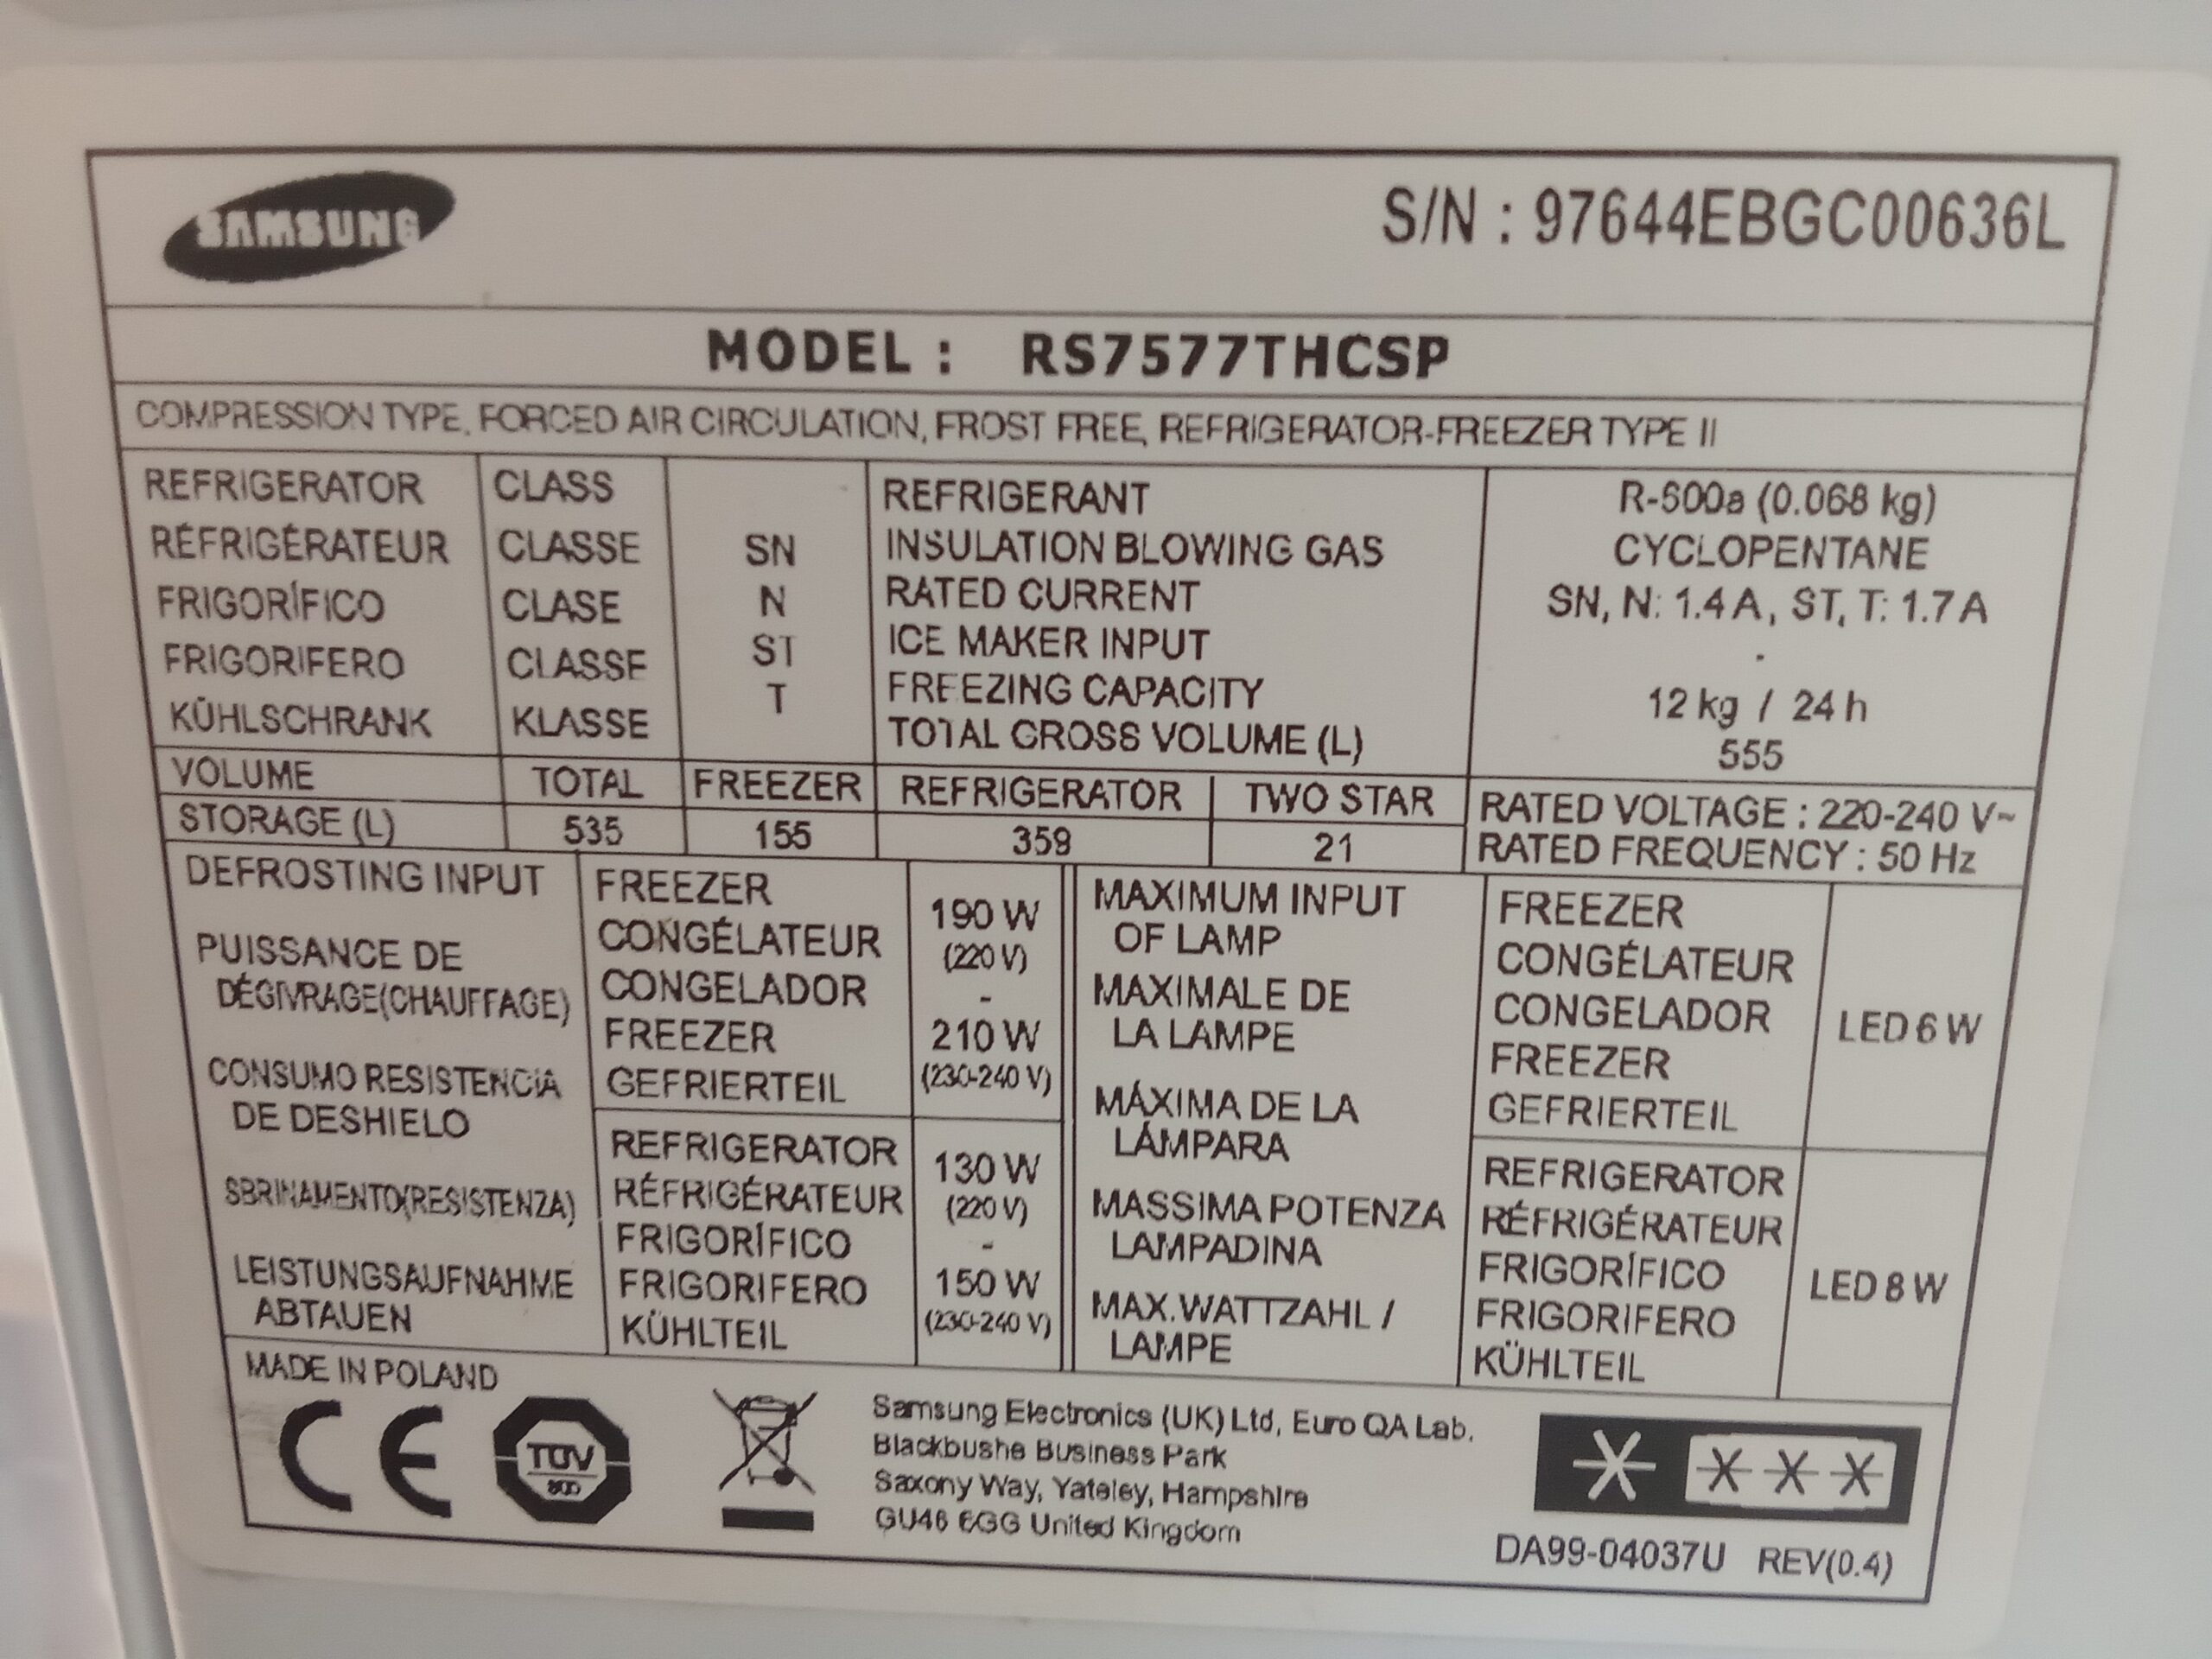 SAMSUNG
S/N : 97644EBGC00636L
MODEL : RS7577THCSP
COMPRESSION TYPE, FORCED AIR CIRCULATION, FROST FREE, REFRIGERATOR-FREEZER TYPE II
REFRIGERATOR
RÉFRIGÉRATEUR
FRIGORÍFICO
FRIGORIFERO
KÜHLSCHRANK
CLASS
CLASSE
CLASE
CLASSE
KLASSE
SN
N
ST
T
REFRIGERANT
INSULATION BLOWING GAS
RATED CURRENT
ICE MAKER INPUT
FREEZING CAPACITY
TOTAL GROSS VOLUME (L)
R-600a (0.068 kg)
CYCLOPENTANE
SN, N: 1.4 A, ST, T: 1.7 A
-
12 kg / 24 h
555
VOLUME TOTAL FREEZER REFRIGERATOR TWO STAR
STORAGE (L) 535 155 359 21
RATED VOLTAGE : 220-240 V~
RATED FREQUENCY : 50 Hz
DEFROSTING INPUT
PUISSANCE DE
DÉGIVRAGE(CHAUFFAGE)
CONSUMO RESISTENCIA
DE DESHIELO
SBRINAMENTO(RESISTENZA)
LEISTUNGSAUFNAHME
ABTAUEN
FREEZER
CONGÉLATEUR
CONGELADOR
FREEZER
GEFRIERTEIL
190 W
(220 V)
-
210 W
(230-240 V)
REFRIGERATOR
RÉFRIGÉRATEUR
FRIGORÍFICO
FRIGORIFERO
KÜHLTEIL
130 W
(220 V)
-
150 W
(230-240 V)
MAXIMUM INPUT
OF LAMP
MAXIMALE DE
LA LAMPE
MÁXIMA DE LA
LÁMPARA
MASSIMA POTENZA
LAMPADINA
MAX.WATTZAHL /
LAMPE
FREEZER
CONGÉLATEUR
CONGELADOR
FREEZER
GEFRIERTEIL
LED 6 W
REFRIGERATOR
RÉFRIGÉRATEUR
FRIGORÍFICO
FRIGORIFERO
KÜHLTEIL
LED 8 W
MADE IN POLAND
CE
TÜV
SÜD
Samsung Electronics (UK) Ltd, Euro QA Lab.
Blackbushe Business Park
Saxony Way, Yateley, Hampshire
GU46 6GG United Kingdom
DA99-04037U REV(0.4)